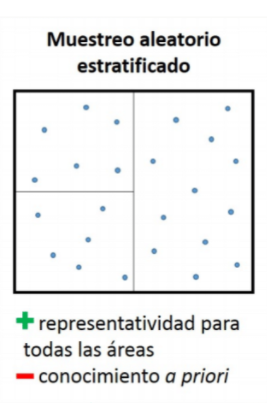 Muestreo aleatorio
estratificado
+ representatividad para
todas las áreas
− conocimiento a priori